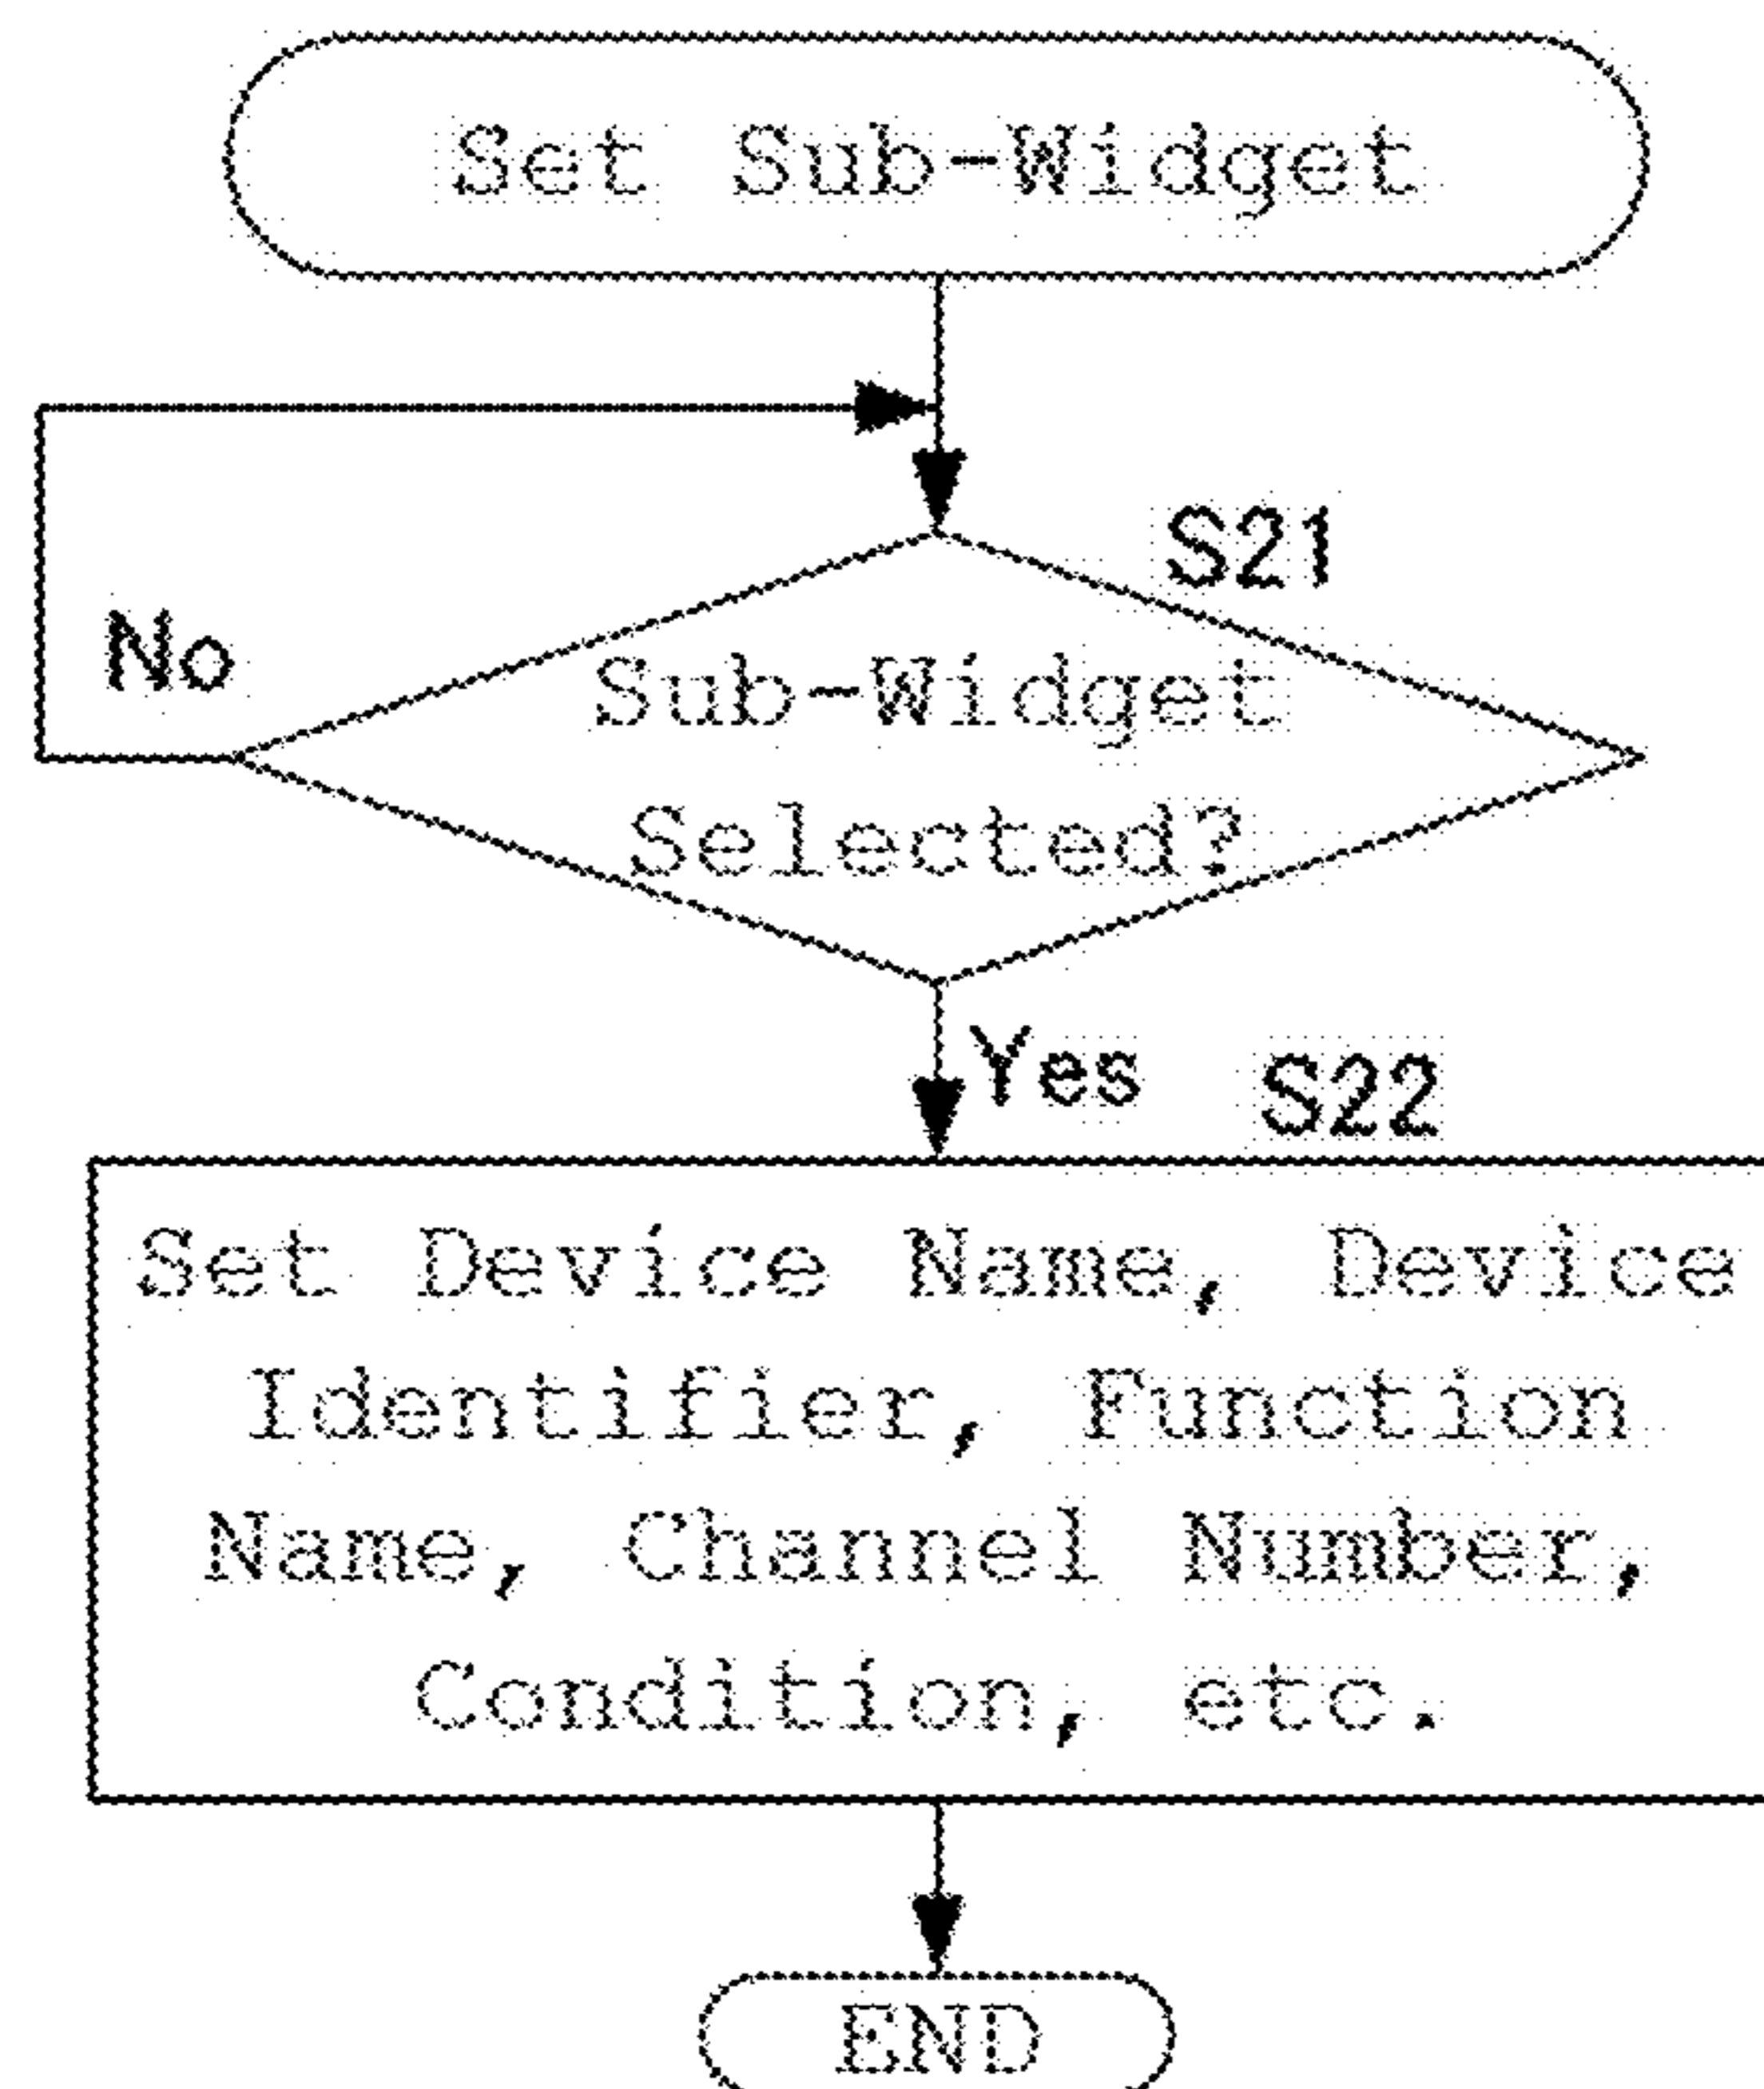 Set Sub-Widget
S21
No
Sub-Widget
Selected?
Yes
S22
Set Device Name, Device
Identifier, Function
Name, Channel Number,
Condition, etc.
END